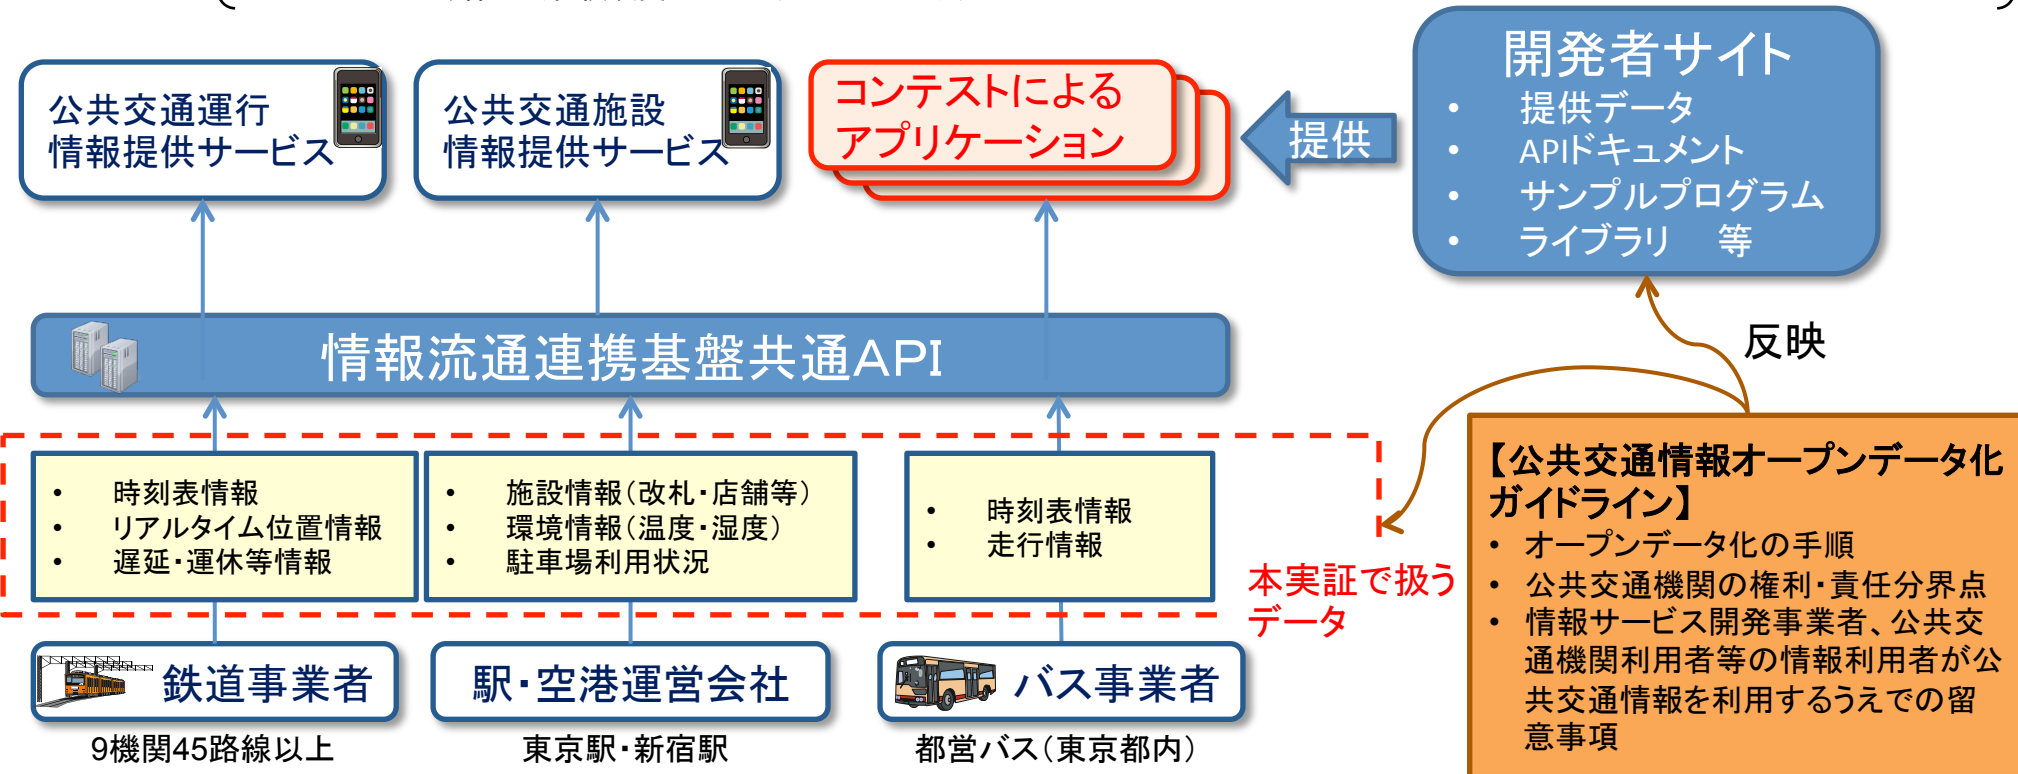 公共交通運行
情報提供サービス
公共交通施設
情報提供サービス
コンテストによる
アプリケーション
提供
開発者サイト
• 提供データ
• APIドキュメント
• サンプルプログラム
• ライブラリ 等
情報流通連携基盤共通API
反映
• 時刻表情報
• リアルタイム位置情報
• 遅延・運休等情報
• 施設情報（改札・店舗等）
• 環境情報（温度・湿度）
• 駐車場利用状況
• 時刻表情報
• 走行情報
本実証で扱う
データ
【公共交通情報オープンデータ化
ガイドライン】
• オープンデータ化の手順
• 公共交通機関の権利・責任分界点
• 情報サービス開発事業者、公共交
通機関利用者等の情報利用者が公
共交通情報を利用するうえでの留
意事項
鉄道事業者
駅・空港運営会社
バス事業者
9機関45路線以上
東京駅・新宿駅
都営バス（東京都内）